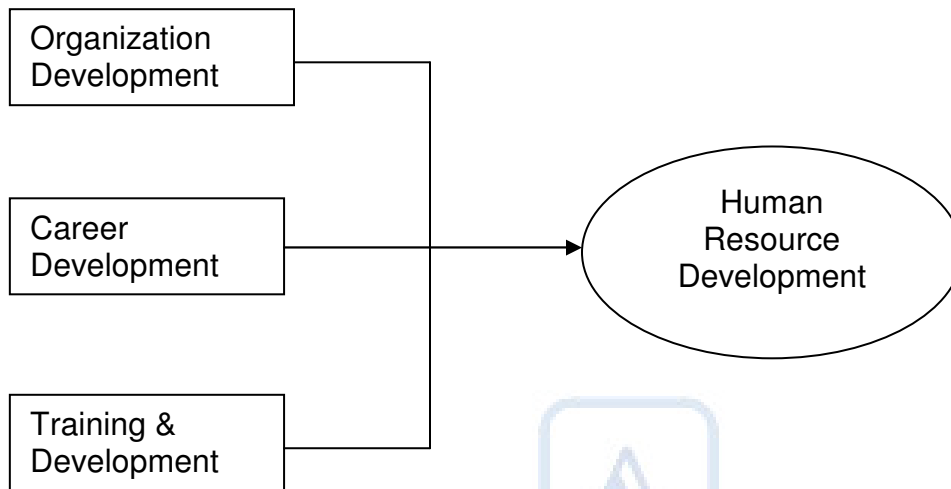 Organization
Development
Career
Development
Training &
Development
Human
Resource
Development